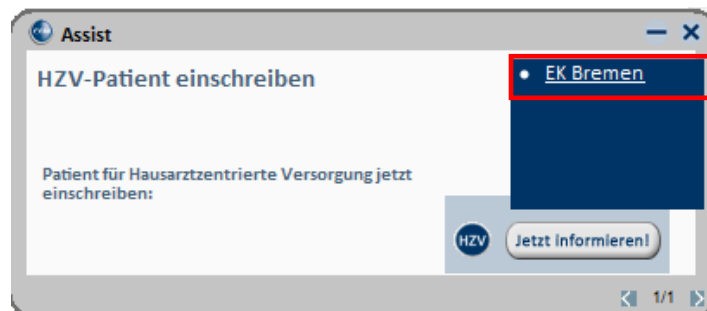 Assist
HZV-Patient einschreiben
EK Bremen
Patient für Hausarztzentrierte Versorgung jetzt
einschreiben:
HZV
Jetzt informieren!
1/1